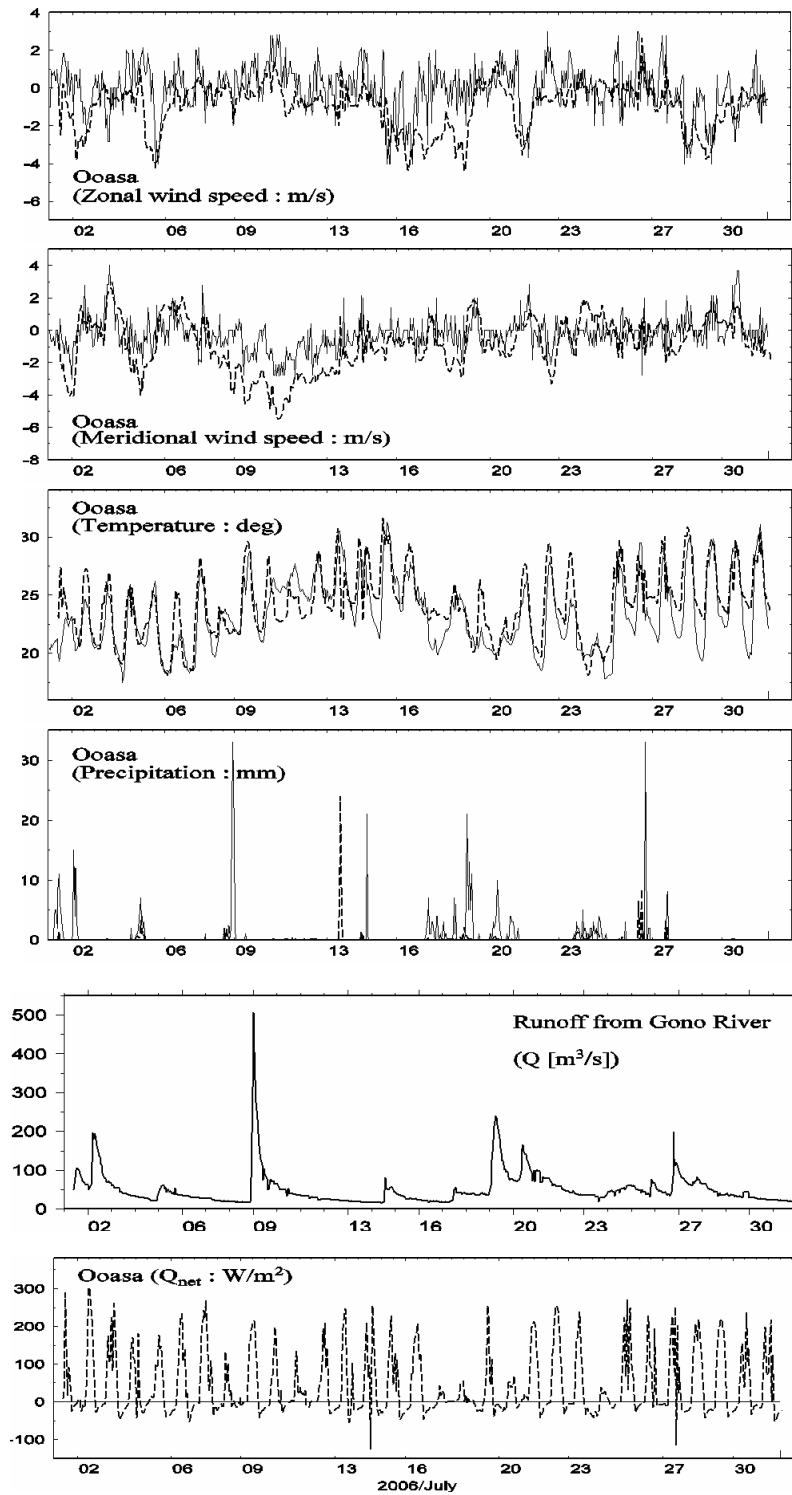 4
2
0
-2
-4
-6
Ooasa
(Zonal wind speed : m/s)
02 06 09 13 16 20 23 27 30
4
2
0
-2
-4
-6
-8
Ooasa
(Meridional wind speed : m/s)
02 06 09 13 16 20 23 27 30
30
25
20
Ooasa
(Temperature : deg)
02 06 09 13 16 20 23 27 30
30
20
10
0
Ooasa
(Precipitation : mm)
02 06 09 13 16 20 23 27 30
500
400
300
200
100
0
Runoff from Gono River
(Q [m³/s])
02 06 09 13 16 20 23 27 30
300
200
100
0
-100
Ooasa (Qnet : W/m²)
02 06 09 13 16 20 23 27 30
2006/July